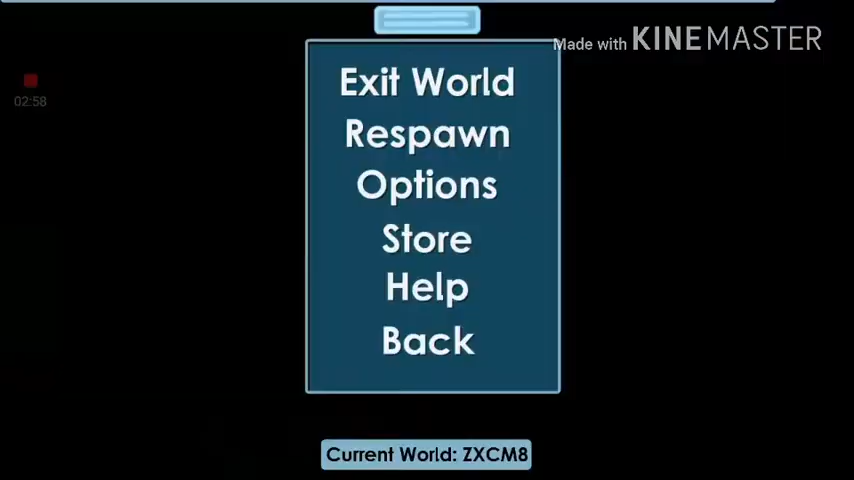 Made with KINEMASTER
Exit World
02:58
Respawn
Options
Store
Help
Back
Current World: ZXCM8